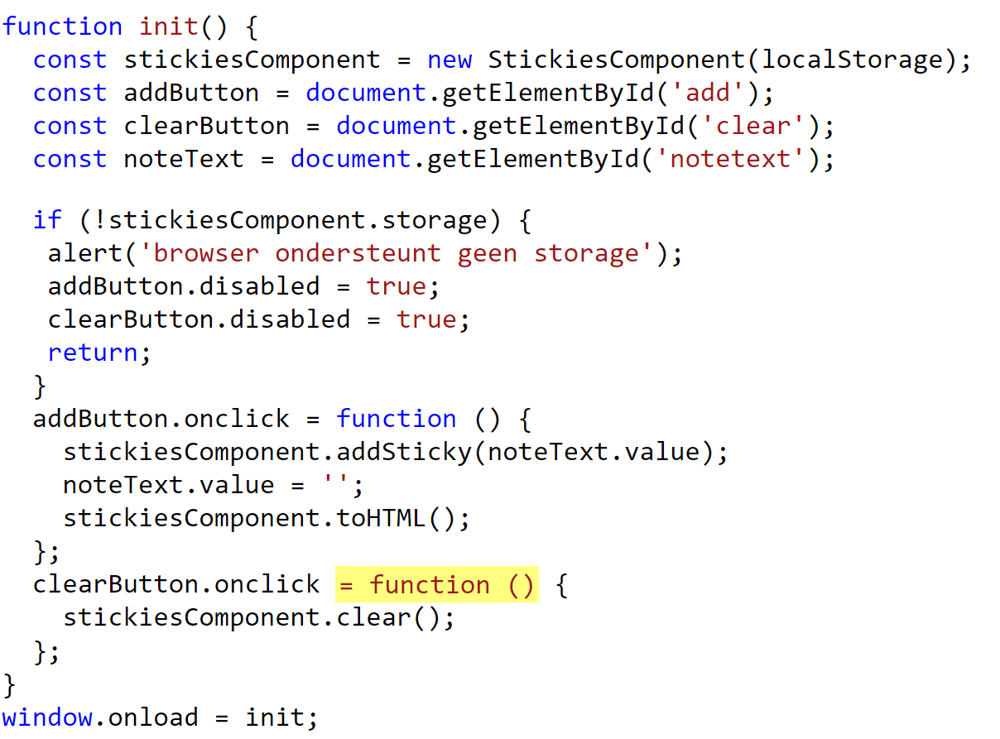 function init() {
  const stickiesComponent = new StickiesComponent(localStorage);
  const addButton = document.getElementById('add');
  const clearButton = document.getElementById('clear');
  const noteText = document.getElementById('notetext');

  if (!stickiesComponent.storage) {
   alert('browser ondersteunt geen storage');
   addButton.disabled = true;
   clearButton.disabled = true;
   return;
  }
  addButton.onclick = function () {
    stickiesComponent.addSticky(noteText.value);
    noteText.value = '';
    stickiesComponent.toHTML();
  };
  clearButton.onclick = function () {
    stickiesComponent.clear();
  };
}
window.onload = init;